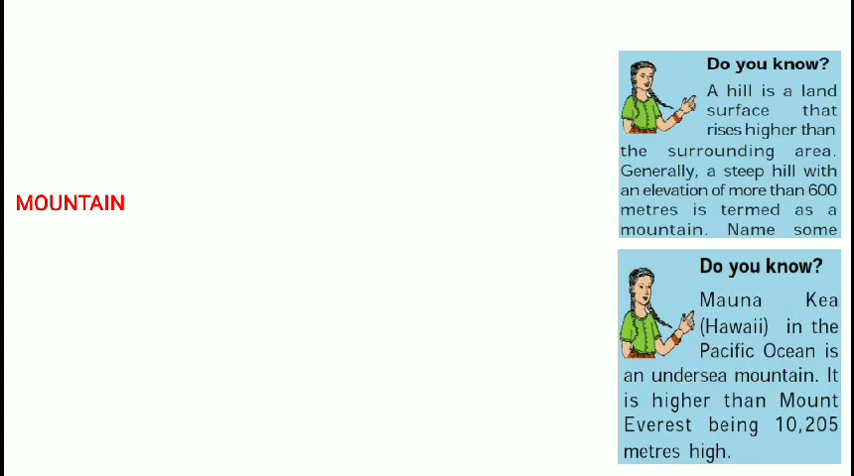 MOUNTAIN
Do you know?
A hill is a land
surface that
rises higher than
the surrounding area.
Generally, a steep hill with
an elevation of more than 600
metres is termed as a
mountain. Name some
Do you know?
Mauna Kea
(Hawaii) in the
Pacific Ocean is
an undersea mountain. It
is higher than Mount
Everest being 10,205
metres high.